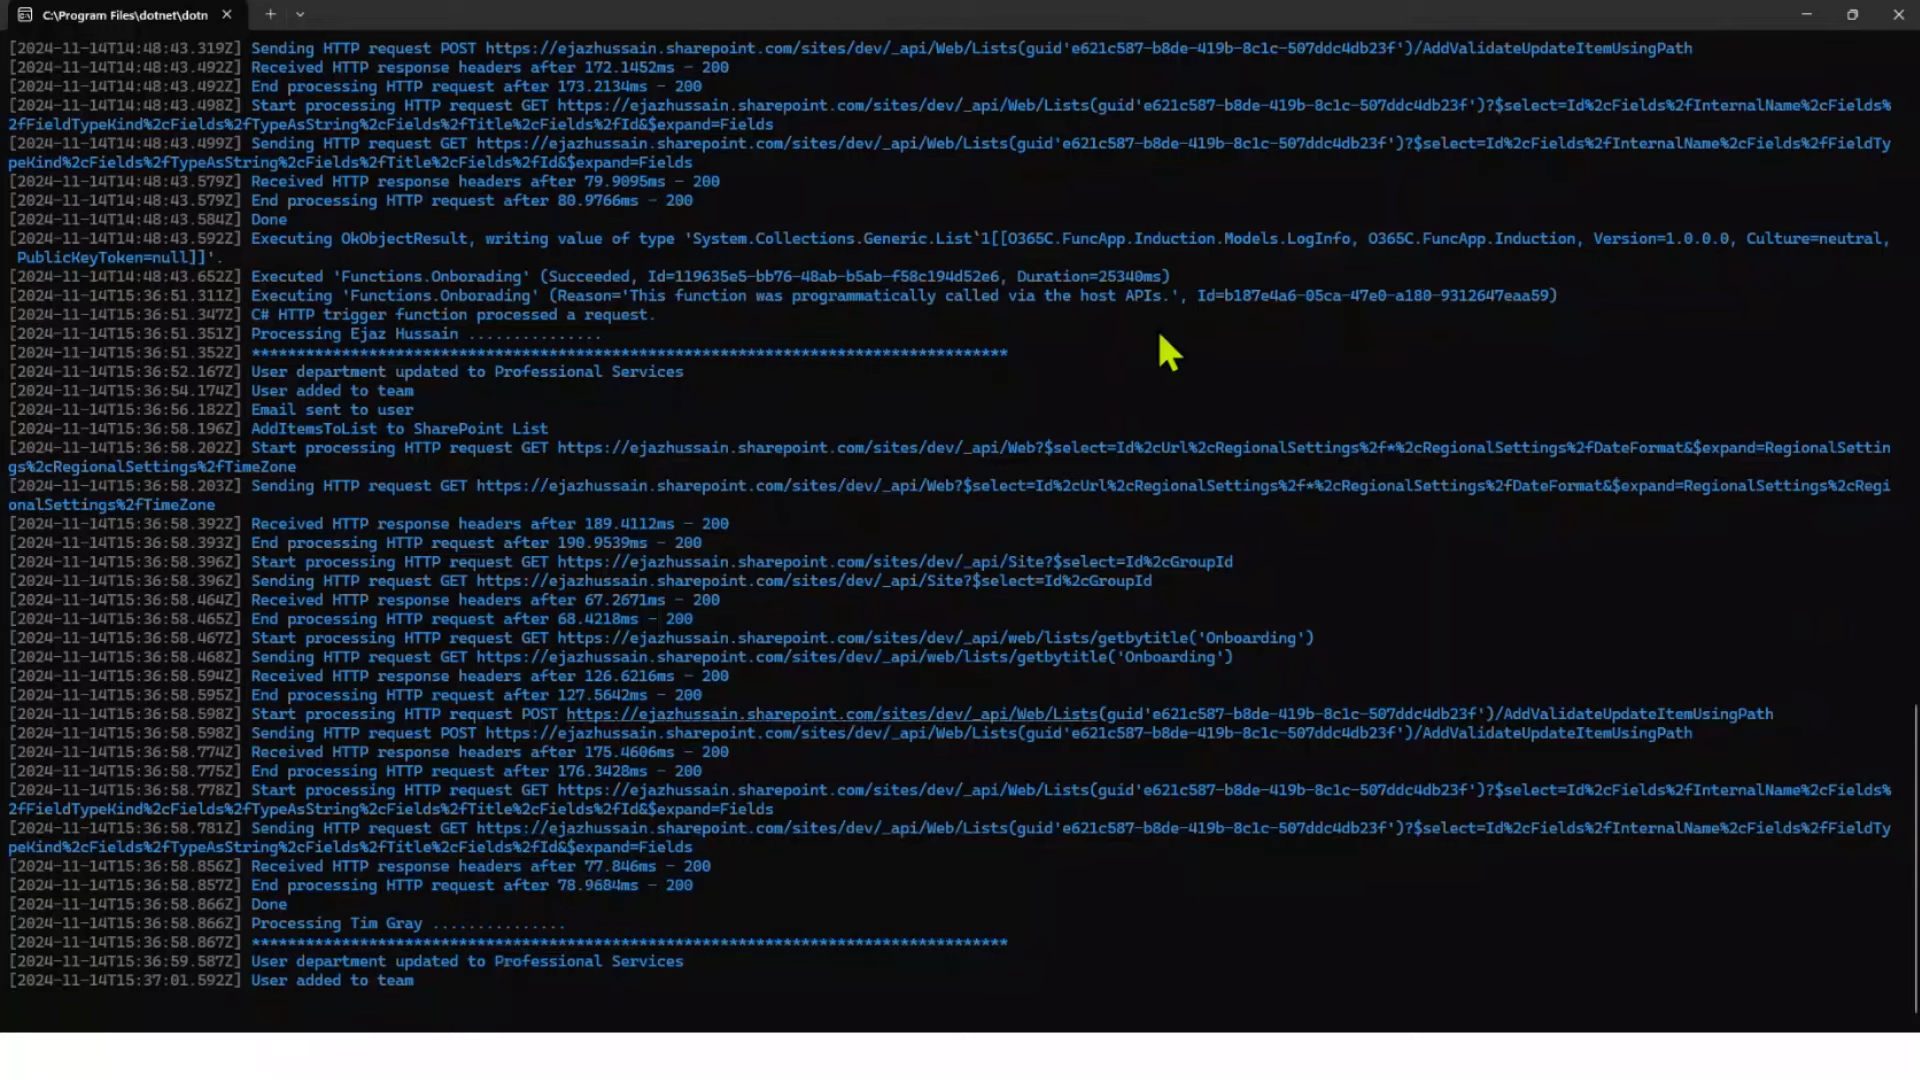 C:\Program Files\dotnet\dotn
[2024-11-14T14:48:43.319Z] Sending HTTP request POST https://ejazhussain.sharepoint.com/sites/dev/_api/Web/Lists(guid'e621c587-b8de-419b-8c1c-507ddc4db23f')/AddValidateUpdateItemUsingPath
[2024-11-14T14:48:43.492Z] Received HTTP response headers after 172.1452ms - 200
[2024-11-14T14:48:43.492Z] End processing HTTP request after 173.2134ms - 200
[2024-11-14T14:48:43.498Z] Start processing HTTP request GET https://ejazhussain.sharepoint.com/sites/dev/_api/Web/Lists(guid'e621c587-b8de-419b-8c1c-507ddc4db23f')?$select=Id%2cFields%2fInternalName%2cFields%
2fFieldTypeKind%2cFields%2fTypeAsString%2cFields%2fTitle%2cFields%2fId&$expand=Fields
[2024-11-14T14:48:43.499Z] Sending HTTP request GET https://ejazhussain.sharepoint.com/sites/dev/_api/Web/Lists(guid'e621c587-b8de-419b-8c1c-507ddc4db23f')?$select=Id%2cFields%2fInternalName%2cFields%2fFieldTy
peKind%2cFields%2fTypeAsString%2cFields%2fTitle%2cFields%2fId&$expand=Fields
[2024-11-14T14:48:43.579Z] Received HTTP response headers after 79.9095ms - 200
[2024-11-14T14:48:43.579Z] End processing HTTP request after 80.9766ms - 200
[2024-11-14T14:48:43.584Z] Done
[2024-11-14T14:48:43.592Z] Executing OkObjectResult, writing value of type 'System.Collections.Generic.List`1[[O365C.FuncApp.Induction.Models.LogInfo, O365C.FuncApp.Induction, Version=1.0.0.0, Culture=neutral,
PublicKeyToken=null]]'.
[2024-11-14T14:48:43.652Z] Executed 'Functions.Onborading' (Succeeded, Id=119635e5-bb76-48ab-b5ab-f58c194d52e6, Duration=25340ms)
[2024-11-14T15:36:51.311Z] Executing 'Functions.Onborading' (Reason='This function was programmatically called via the host APIs.', Id=b187e4a6-05ca-47e0-a180-9312647eaa59)
[2024-11-14T15:36:51.347Z] C# HTTP trigger function processed a request.
[2024-11-14T15:36:51.351Z] Processing Ejaz Hussain ...............
[2024-11-14T15:36:51.352Z] ************************************************************************************
[2024-11-14T15:36:52.167Z] User department updated to Professional Services
[2024-11-14T15:36:54.174Z] User added to team
[2024-11-14T15:36:56.182Z] Email sent to user
[2024-11-14T15:36:58.196Z] AddItemsToList to SharePoint List
[2024-11-14T15:36:58.202Z] Start processing HTTP request GET https://ejazhussain.sharepoint.com/sites/dev/_api/Web?$select=Id%2cUrl%2cRegionalSettings%2f*%2cRegionalSettings%2fDateFormat&$expand=RegionalSettin
gs%2cRegionalSettings%2fTimeZone
[2024-11-14T15:36:58.203Z] Sending HTTP request GET https://ejazhussain.sharepoint.com/sites/dev/_api/Web?$select=Id%2cUrl%2cRegionalSettings%2f*%2cRegionalSettings%2fDateFormat&$expand=RegionalSettings%2cRegi
onalSettings%2fTimeZone
[2024-11-14T15:36:58.392Z] Received HTTP response headers after 189.4112ms - 200
[2024-11-14T15:36:58.393Z] End processing HTTP request after 190.9539ms - 200
[2024-11-14T15:36:58.396Z] Start processing HTTP request GET https://ejazhussain.sharepoint.com/sites/dev/_api/Site?$select=Id%2cGroupId
[2024-11-14T15:36:58.396Z] Sending HTTP request GET https://ejazhussain.sharepoint.com/sites/dev/_api/Site?$select=Id%2cGroupId
[2024-11-14T15:36:58.464Z] Received HTTP response headers after 67.2671ms - 200
[2024-11-14T15:36:58.465Z] End processing HTTP request after 68.4218ms - 200
[2024-11-14T15:36:58.467Z] Start processing HTTP request GET https://ejazhussain.sharepoint.com/sites/dev/_api/web/lists/getbytitle('Onboarding')
[2024-11-14T15:36:58.468Z] Sending HTTP request GET https://ejazhussain.sharepoint.com/sites/dev/_api/web/lists/getbytitle('Onboarding')
[2024-11-14T15:36:58.594Z] Received HTTP response headers after 126.6216ms - 200
[2024-11-14T15:36:58.595Z] End processing HTTP request after 127.5642ms - 200
[2024-11-14T15:36:58.598Z] Start processing HTTP request POST https://ejazhussain.sharepoint.com/sites/dev/_api/Web/Lists(guid'e621c587-b8de-419b-8c1c-507ddc4db23f')/AddValidateUpdateItemUsingPath
[2024-11-14T15:36:58.598Z] Sending HTTP request POST https://ejazhussain.sharepoint.com/sites/dev/_api/Web/Lists(guid'e621c587-b8de-419b-8c1c-507ddc4db23f')/AddValidateUpdateItemUsingPath
[2024-11-14T15:36:58.774Z] Received HTTP response headers after 175.4606ms - 200
[2024-11-14T15:36:58.775Z] End processing HTTP request after 176.3428ms - 200
[2024-11-14T15:36:58.778Z] Start processing HTTP request GET https://ejazhussain.sharepoint.com/sites/dev/_api/Web/Lists(guid'e621c587-b8de-419b-8c1c-507ddc4db23f')?$select=Id%2cFields%2fInternalName%2cFields%
2fFieldTypeKind%2cFields%2fTypeAsString%2cFields%2fTitle%2cFields%2fId&$expand=Fields
[2024-11-14T15:36:58.781Z] Sending HTTP request GET https://ejazhussain.sharepoint.com/sites/dev/_api/Web/Lists(guid'e621c587-b8de-419b-8c1c-507ddc4db23f')?$select=Id%2cFields%2fInternalName%2cFields%2fFieldTy
peKind%2cFields%2fTypeAsString%2cFields%2fTitle%2cFields%2fId&$expand=Fields
[2024-11-14T15:36:58.856Z] Received HTTP response headers after 77.846ms - 200
[2024-11-14T15:36:58.857Z] End processing HTTP request after 78.9684ms - 200
[2024-11-14T15:36:58.866Z] Done
[2024-11-14T15:36:58.866Z] Processing Tim Gray ...............
[2024-11-14T15:36:58.867Z] ************************************************************************************
[2024-11-14T15:36:59.587Z] User department updated to Professional Services
[2024-11-14T15:37:01.592Z] User added to team